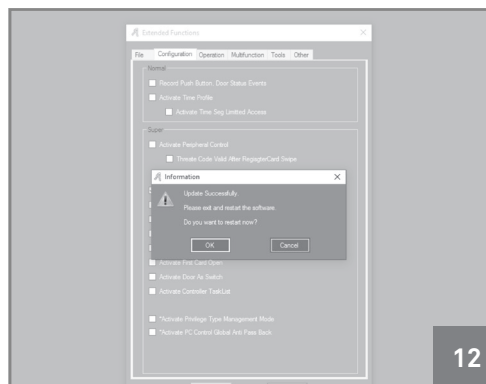 Extended Functions
File Configuration Operation Multifunction Tools Other
Normal
Record Push Button, Door Status Events
Activate Time Profile
Activate Time Seg Limited Access
Super
Activate Peripheral Control
Threate Code Valid After RegisterCard Swipe
Information
Update Successfully.
Please exit and restart the software.
Do you want to restart now?
OK Cancel
Activate First Card Open
Activate Door As Switch
Activate Controller TaskList
*Activate Privilege Type Management Mode
*Activate PC Control Global Anti Pass Back
12